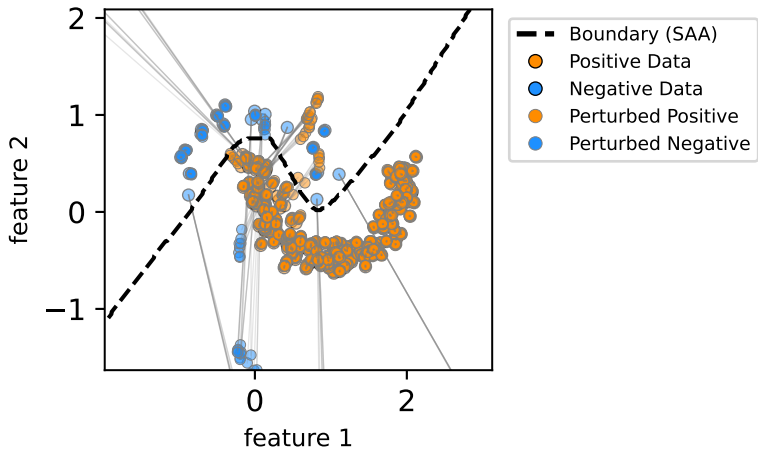 2
1
0
−1
feature 2
0
2
feature 1
Boundary (SAA)
Positive Data
Negative Data
Perturbed Positive
Perturbed Negative